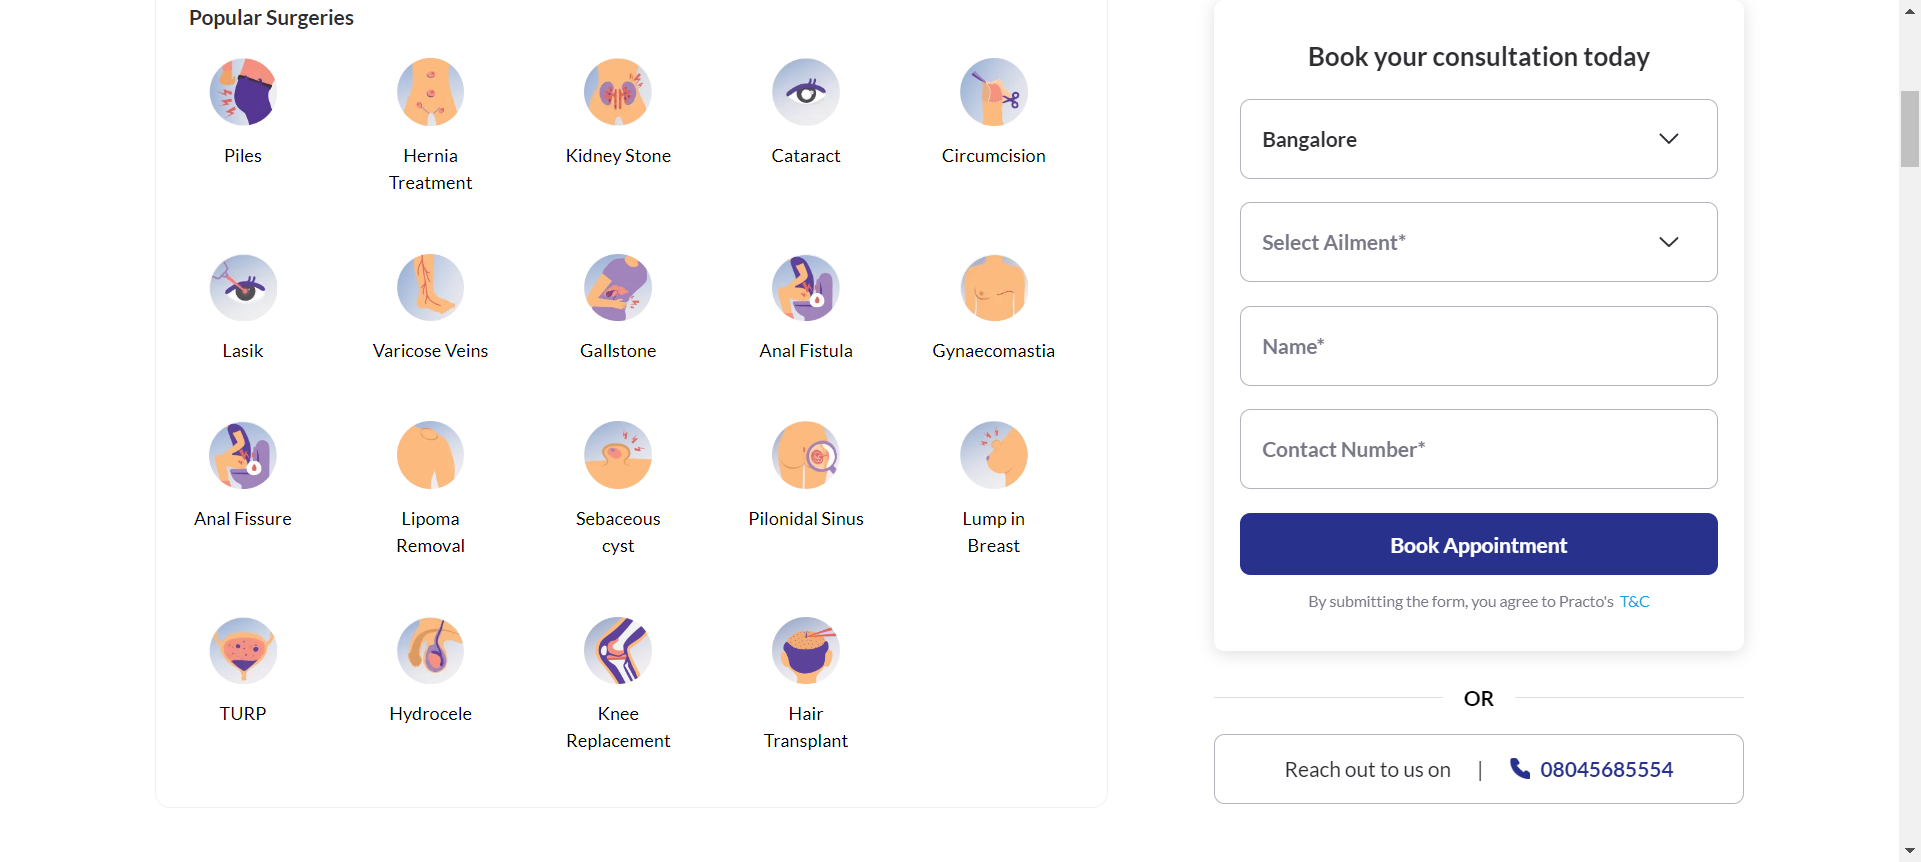 Popular Surgeries
Piles
Hernia
Treatment
Kidney Stone
Cataract
Circumcision
Lasik
Varicose Veins
Gallstone
Anal Fistula
Gynaecomastia
Anal Fissure
Lipoma
Removal
Sebaceous
cyst
Pilonidal Sinus
Lump in
Breast
TURP
Hydrocele
Knee
Replacement
Hair
Transplant
Book your consultation today
Bangalore
Select Ailment*
Name*
Contact Number*
Book Appointment
By submitting the form, you agree to Practo's T&C
OR
Reach out to us on | 08045685554